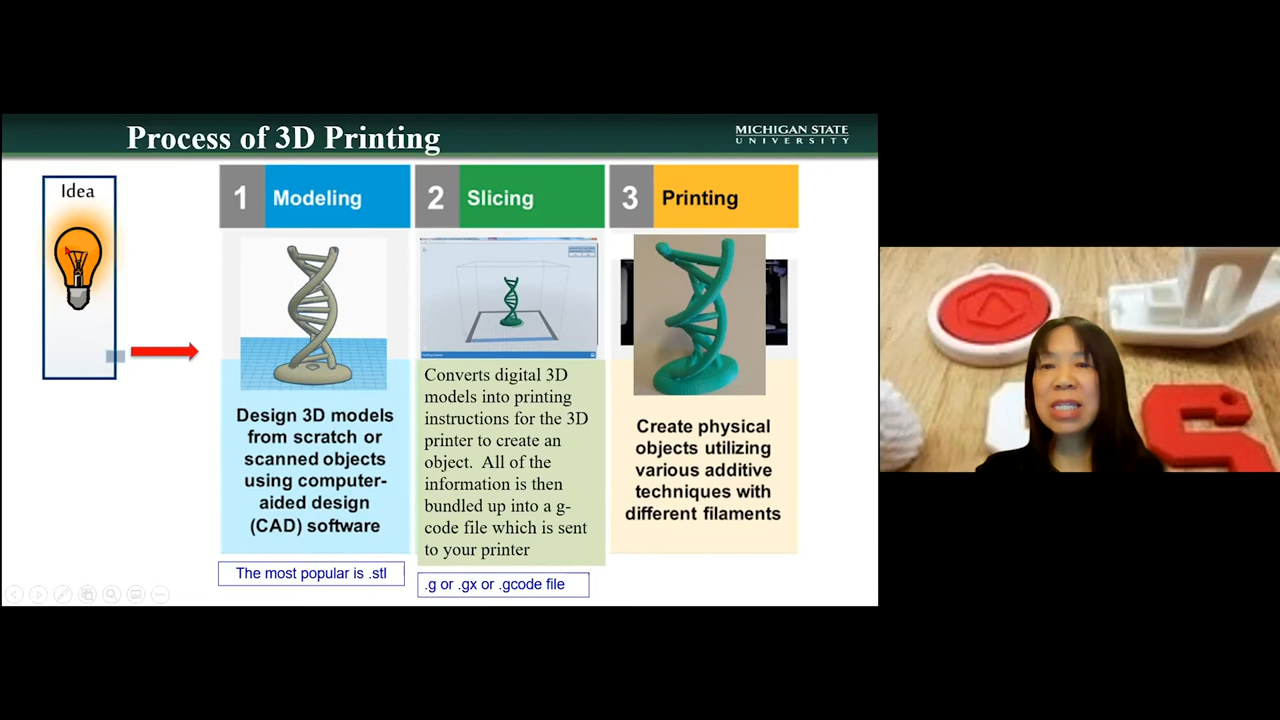 Process of 3D Printing
MICHIGAN STATE
UNIVERSITY
Idea
1 Modeling
2 Slicing
3 Printing
Design 3D models
from scratch or
scanned objects
using computer-
aided design
(CAD) software
Converts digital 3D
models into printing
instructions for the 3D
printer to create an
object. All of the
information is then
bundled up into a g-
code file which is sent
to your printer
Create physical
objects utilizing
various additive
techniques with
different filaments
The most popular is .stl
.g or .gx or .gcode file